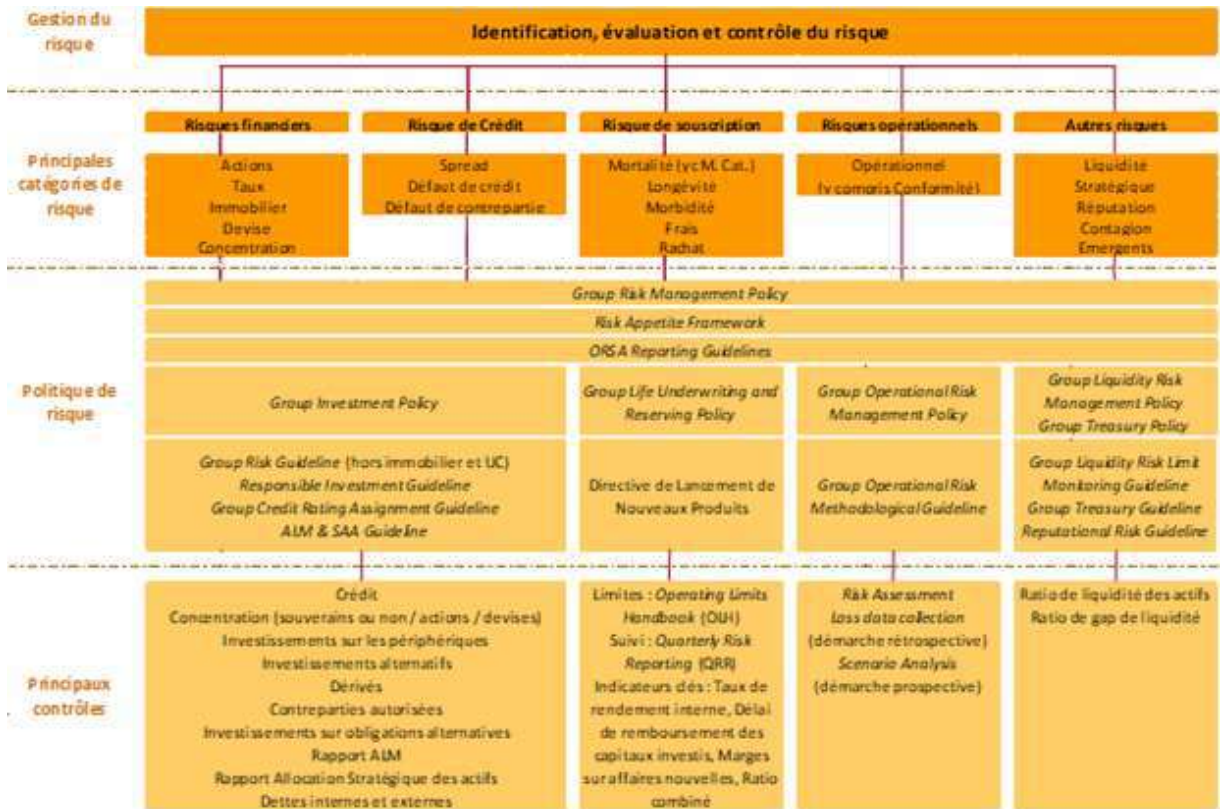 Gestion du
risque
Identification, évaluation et contrôle du risque
Principales
catégories de
risque
Risques financiers
Actions
Taux
Immobilier
Devise
Concentration
Risque de Crédit
Spread
Défaut de crédit
Défaut de contrepartie
Risque de souscription
Mortalité (yc M. Cat.)
Longévité
Morbidité
Frais
Rachat
Risques opérationnels
Opérationnel
(y compris Conformité)
Autres risques
Liquidité
Stratégique
Réputation
Contagion
Emergents
Politique de
risque
Group Risk Management Policy
Risk Appetite Framework
ORSA Reporting Guidelines
Group Investment Policy
Group Life Underwriting and
Reserving Policy
Group Operational Risk
Management Policy
Group Liquidity Risk
Management Policy
Group Treasury Policy
Group Risk Guideline (hors immobilier et UC)
Responsible Investment Guideline
Group Credit Rating Assignment Guideline
ALM & SAA Guideline
Directive de Lancement de
Nouveaux Produits
Group Operational Risk
Methodological Guideline
Group Liquidity Risk Limit
Monitoring Guideline
Group Treasury Guideline
Reputational Risk Guideline
Principaux
contrôles
Crédit
Concentration (souverains ou non / actions / devises)
Investissements sur les périphériques
Investissements alternatifs
Dérivés
Contreparties autorisées
Investissements sur obligations alternatives
Rapport ALM
Rapport Allocation Stratégique des actifs
Dettes internes et externes
Limites : Operating Limits
Handbook (OLH)
Suivi : Quarterly Risk
Reporting (QRR)
Indicateurs clés : Taux de
rendement interne, Délai
de remboursement des
capitaux investis, Marges
sur affaires nouvelles, Ratio
combiné
Risk Assessment
Loss data collection
(démarche rétrospective)
Scenario Analysis
(démarche prospective)
Ratio de liquidité des actifs
Ratio de gap de liquidité